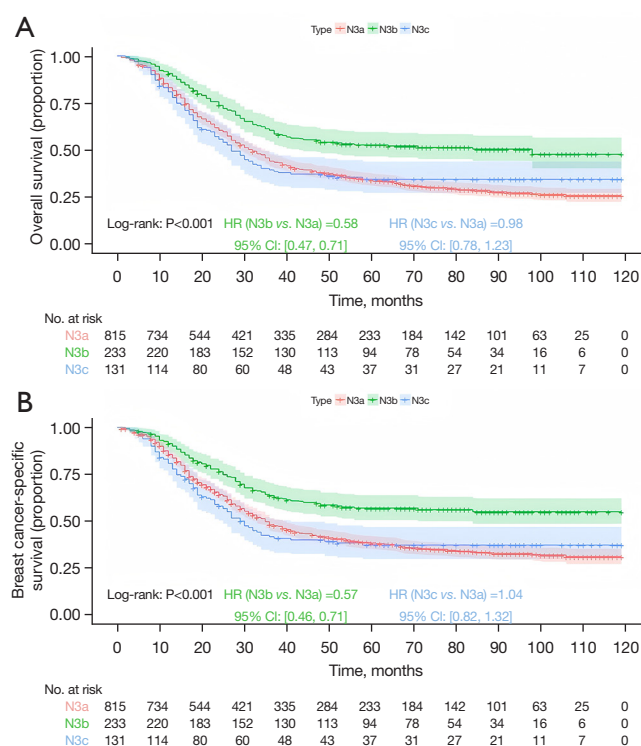 A
Type N3a N3b N3c
Overall survival (proportion)
1.00
0.75
0.50
0.25
0.00
Log-rank: P<0.001 HR (N3b vs. N3a) =0.58 HR (N3c vs. N3a) =0.98
95% CI: [0.47, 0.71] 95% CI: [0.78, 1.23]
0 10 20 30 40 50 60 70 80 90 100 110 120
Time, months
No. at risk
N3a 815 734 544 421 335 284 233 184 142 101 63 25 0
N3b 233 220 183 152 130 113 94 78 54 34 16 6 0
N3c 131 114 80 60 48 43 37 31 27 21 11 7 0
B
Type N3a N3b N3c
Breast cancer-specific
survival (proportion)
1.00
0.75
0.50
0.25
0.00
Log-rank: P<0.001 HR (N3b vs. N3a) =0.57 HR (N3c vs. N3a) =1.04
95% CI: [0.46, 0.71] 95% CI: [0.82, 1.32]
0 10 20 30 40 50 60 70 80 90 100 110 120
Time, months
No. at risk
N3a 815 734 544 421 335 284 233 184 142 101 63 25 0
N3b 233 220 183 152 130 113 94 78 54 34 16 6 0
N3c 131 114 80 60 48 43 37 31 27 21 11 7 0